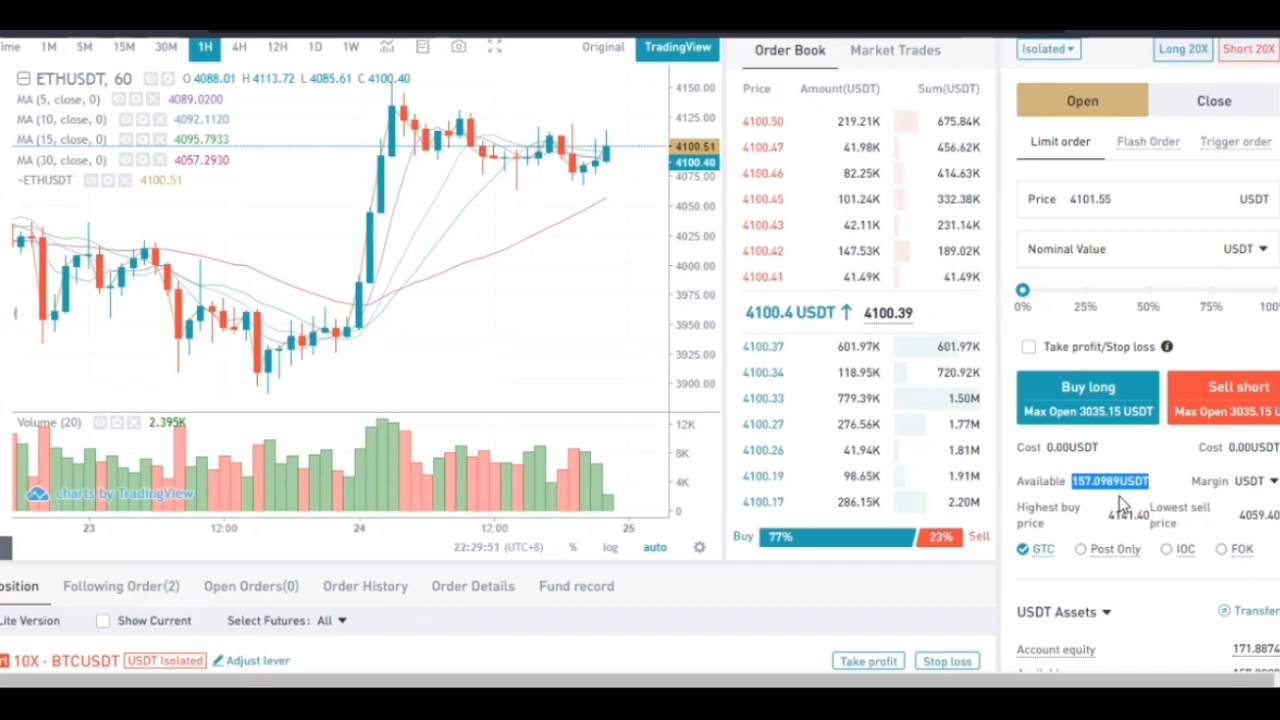 ime 1M 5M 15M 30M 1H 4H 12H 1D 1W Original TradingView
ETHUSDT, 60 O 4088.01 H 4113.72 L 4085.61 C 4100.40
MA (5, close, 0) 4089.0200
MA (10, close, 0) 4092.1120
MA (15, close, 0) 4095.7933
MA (30, close, 0) 4057.2930
~ETHUSDT 4100.51
4150.00
4125.00
4100.51
4100.40
4075.00
4050.00
4025.00
4000.00
3975.00
3950.00
3925.00
3900.00
Volume (20) 2.395K
12K
8K
4K
0
charts by TradingView
23 12:00 24 12:00 25
22:29:51 (UTC+8) % log auto
Order Book Market Trades
Price Amount(USDT) Sum(USDT)
4100.50 219.21K 675.84K
4100.47 41.98K 456.62K
4100.46 82.25K 414.63K
4100.45 101.24K 332.38K
4100.43 42.11K 231.14K
4100.42 147.53K 189.02K
4100.41 41.49K 41.49K
4100.4 USDT ↑ 4100.39
4100.37 601.97K 601.97K
4100.34 118.95K 720.92K
4100.33 779.39K 1.50M
4100.27 276.56K 1.77M
4100.26 41.94K 1.81M
4100.19 98.65K 1.91M
4100.17 286.15K 2.20M
Buy 77% 23% Sell
Isolated Long 20X Short 20X
Open Close
Limit order Flash Order Trigger order
Price 4101.55 USDT
Nominal Value USDT
0% 25% 50% 75% 100%
Take profit/Stop loss
Buy long Sell short
Max Open 3035.15 USDT Max Open 3035.15 U
Cost 0.00USDT Cost 0.00USDT
Available 157.0989USDT Margin USDT
Highest buy price 4141.40 Lowest sell price 4059.40
GTC Post Only IOC FOK
USDT Assets Transfer
Account equity 171.8874
osition Following Order(2) Open Orders(0) Order History Order Details Fund record
Lite Version Show Current Select Futures: All
rt 10X · BTCUSDT USDT Isolated Adjust lever Take profit Stop loss